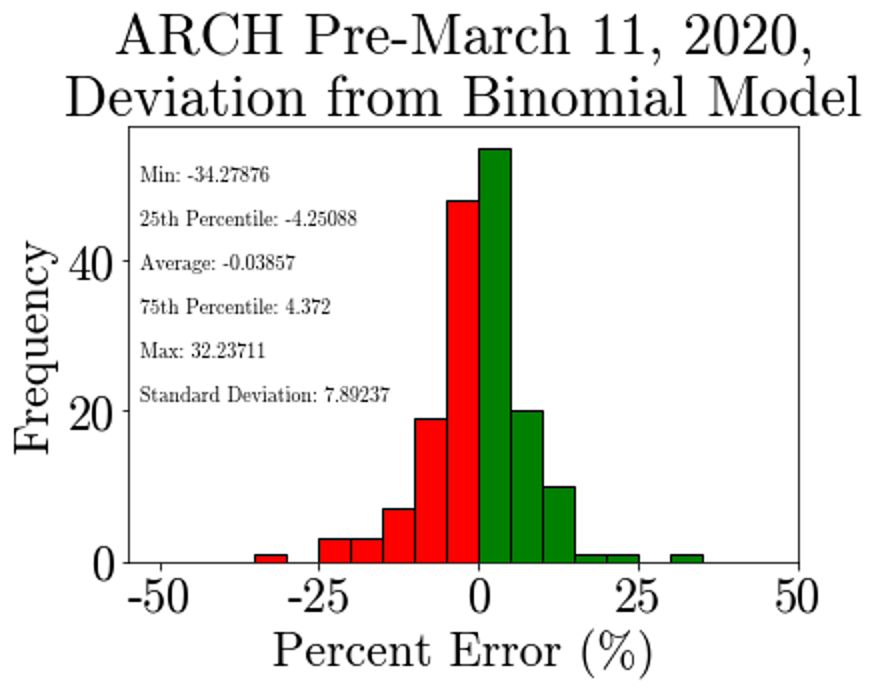 ARCH Pre-March 11, 2020,
Deviation from Binomial Model
Min: -34.27876
25th Percentile: -4.25088
Average: -0.03857
75th Percentile: 4.372
Max: 32.23711
Standard Deviation: 7.89237
Frequency
40
20
0
-50 -25 0 25 50
Percent Error (%)